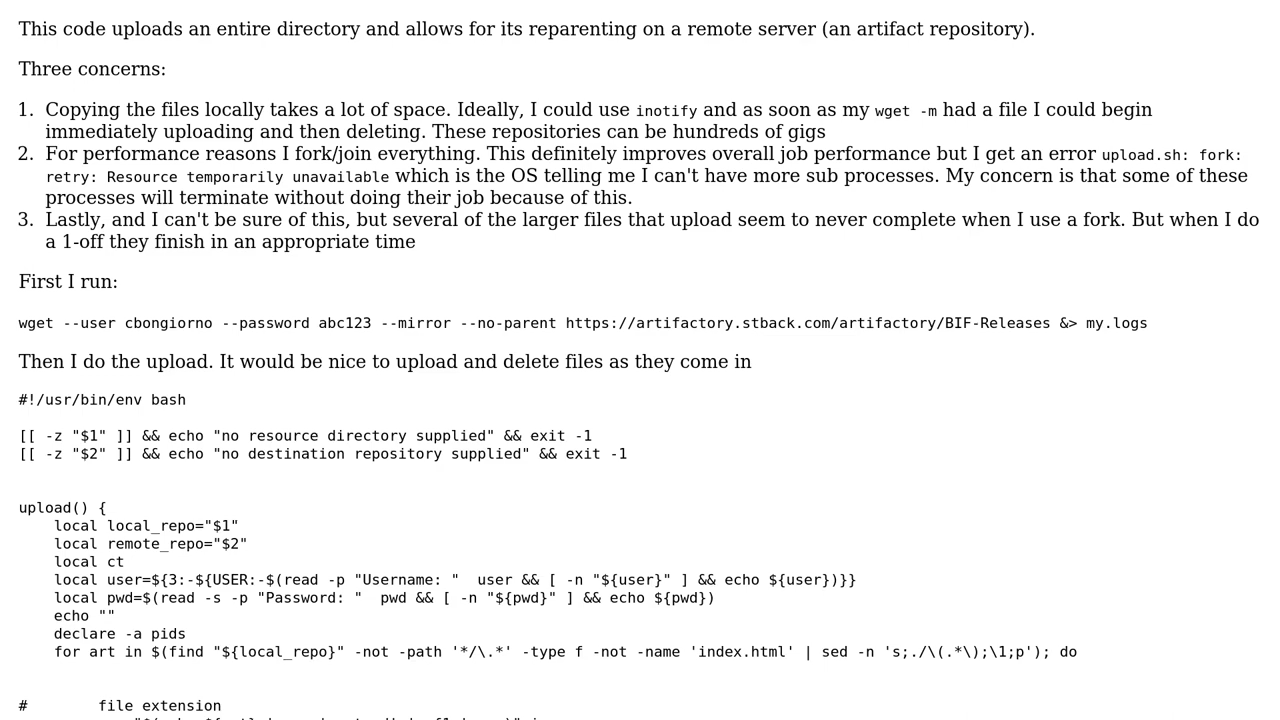 This code uploads an entire directory and allows for its reparenting on a remote server (an artifact repository).
Three concerns:
1. Copying the files locally takes a lot of space. Ideally, I could use inotify and as soon as my wget -m had a file I could begin
immediately uploading and then deleting. These repositories can be hundreds of gigs
2. For performance reasons I fork/join everything. This definitely improves overall job performance but I get an error upload.sh: fork:
retry: Resource temporarily unavailable which is the OS telling me I can't have more sub processes. My concern is that some of these
processes will terminate without doing their job because of this.
3. Lastly, and I can't be sure of this, but several of the larger files that upload seem to never complete when I use a fork. But when I do
a 1-off they finish in an appropriate time
First I run:
wget --user cbongiorno --password abc123 --mirror --no-parent https://artifactory.stback.com/artifactory/BIF-Releases &> my.logs
Then I do the upload. It would be nice to upload and delete files as they come in
#!/usr/bin/env bash
[[ -z "$1" ]] && echo "no resource directory supplied" && exit -1
[[ -z "$2" ]] && echo "no destination repository supplied" && exit -1
upload() {
    local local_repo="$1"
    local remote_repo="$2"
    local ct
    local user=${3:-${USER:-$(read -p "Username: "  user && [ -n "${user}" ] && echo ${user})}}
    local pwd=$(read -s -p "Password: "  pwd && [ -n "${pwd}" ] && echo ${pwd})
    echo ""
    declare -a pids
    for art in $(find "${local_repo}" -not -path '*/\.*' -type f -not -name 'index.html' | sed -n 's;./\(.*\);\1;p'); do
#        file extension